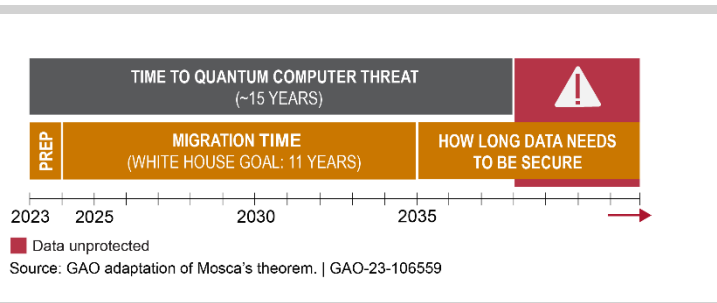 TIME TO QUANTUM COMPUTER THREAT
(~15 YEARS)
PREP
MIGRATION TIME
(WHITE HOUSE GOAL: 11 YEARS)
HOW LONG DATA NEEDS
TO BE SECURE
2023 2025 2030 2035
Data unprotected
Source: GAO adaptation of Mosca's theorem. | GAO-23-106559